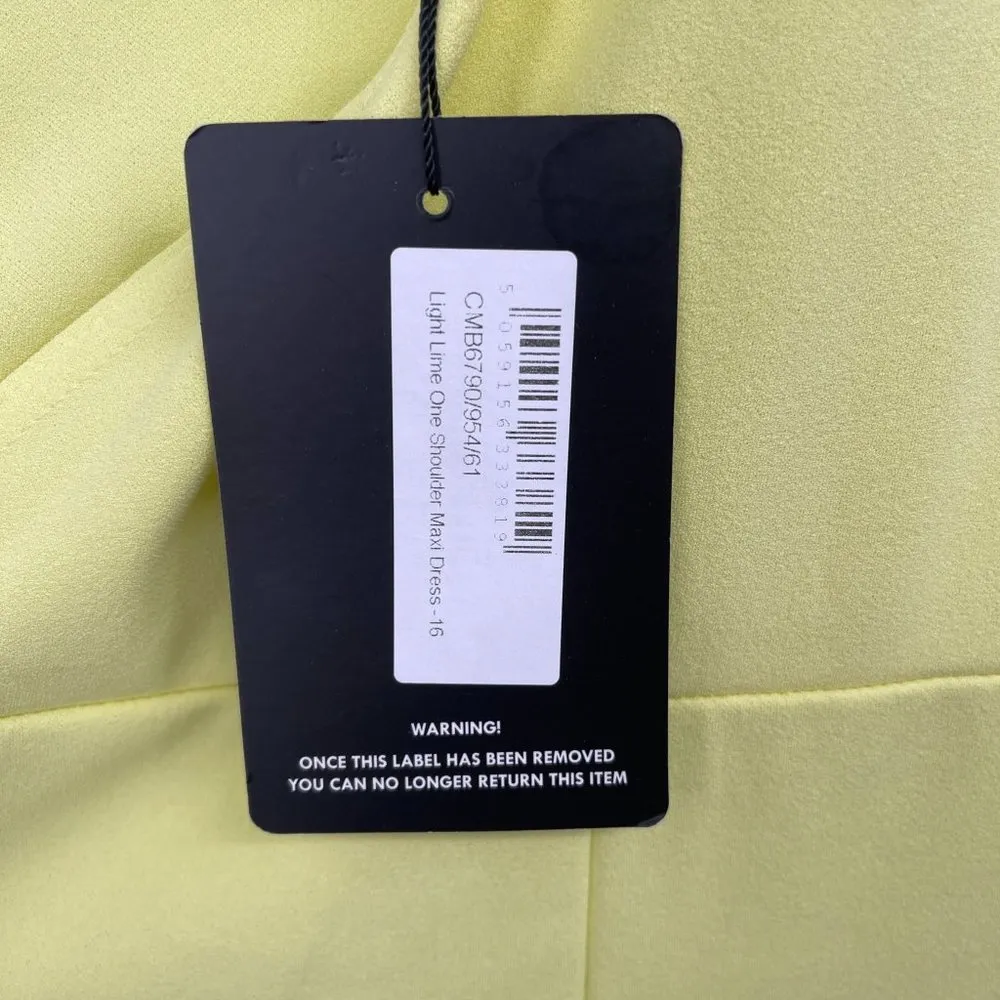 5 059156 333819
CMB6790/954/61
Light Lime One Shoulder Maxi Dress - 16
WARNING!
ONCE THIS LABEL HAS BEEN REMOVED
YOU CAN NO LONGER RETURN THIS ITEM